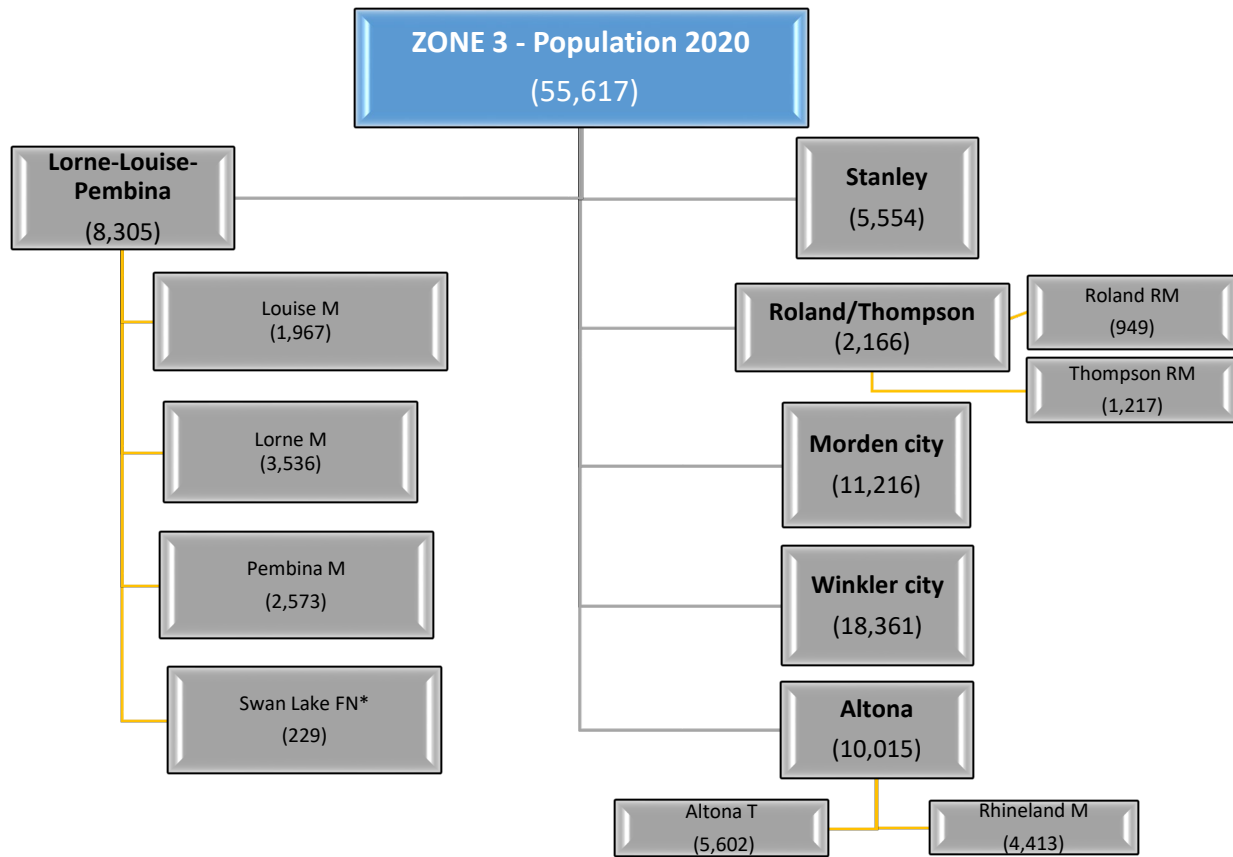 ZONE 3 - Population 2020
(55,617)
Lorne-Louise-
Pembina
(8,305)
Louise M
(1,967)
Lorne M
(3,536)
Pembina M
(2,573)
Swan Lake FN*
(229)
Stanley
(5,554)
Roland/Thompson
(2,166)
Roland RM
(949)
Thompson RM
(1,217)
Morden city
(11,216)
Winkler city
(18,361)
Altona
(10,015)
Altona T
(5,602)
Rhineland M
(4,413)